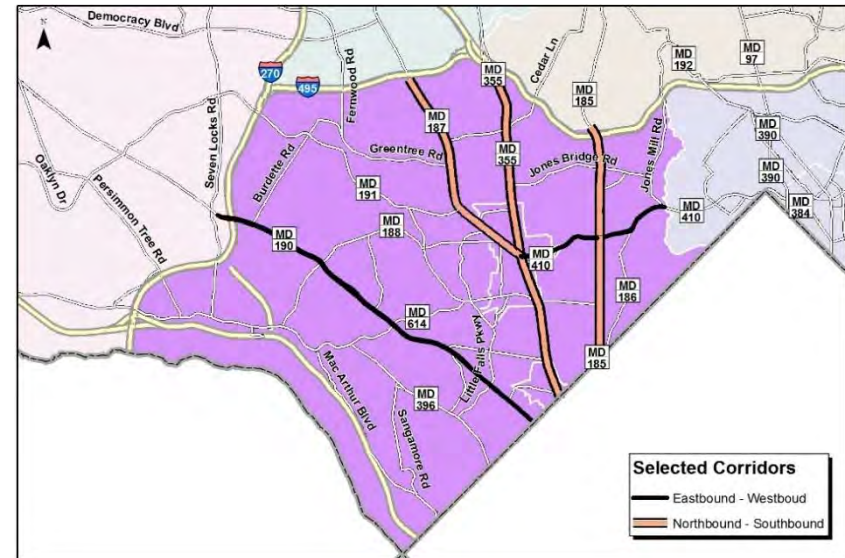 N
Democracy Blvd
270
495
Fernwood Rd
MD
355
Cedar Ln
MD
185
MD
192
MD
97
MD
390
MD
390
MD
384
Seven Locks Rd
Oaklyn Dr
Persimmon Tree Rd
Burdette Rd
MD
187
Greentree Rd
MD
355
Jones Bridge Rd
Jones Mill Rd
MD
191
MD
188
MD
190
MD
410
MD
410
MD
186
MD
614
Little Falls Pkwy
MD
185
Mac Arthur Blvd
MD
396
Sangamore Rd
Selected Corridors
Eastbound - Westboud
Northbound - Southbound